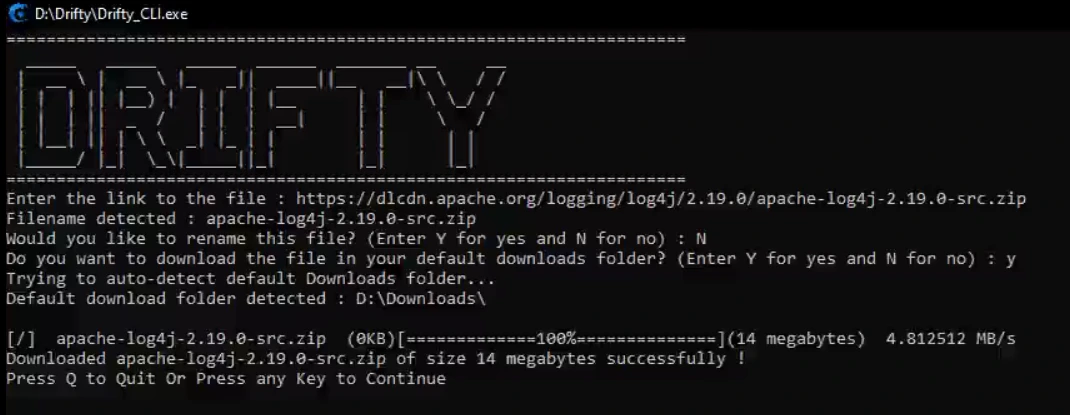 D:\Drifty\Drifty_CLI.exe
====================================================================
DRIFTY
====================================================================
Enter the link to the file : https://dlcdn.apache.org/logging/log4j/2.19.0/apache-log4j-2.19.0-src.zip
Filename detected : apache-log4j-2.19.0-src.zip
Would you like to rename this file? (Enter Y for yes and N for no) : N
Do you want to download the file in your default downloads folder? (Enter Y for yes and N for no) : y
Trying to auto-detect default Downloads folder...
Default download folder detected : D:\Downloads\
[/]  apache-log4j-2.19.0-src.zip  (0KB)[=============100%==============](14 megabytes)  4.812512 MB/s
Downloaded apache-log4j-2.19.0-src.zip of size 14 megabytes successfully !
Press Q to Quit Or Press any Key to Continue